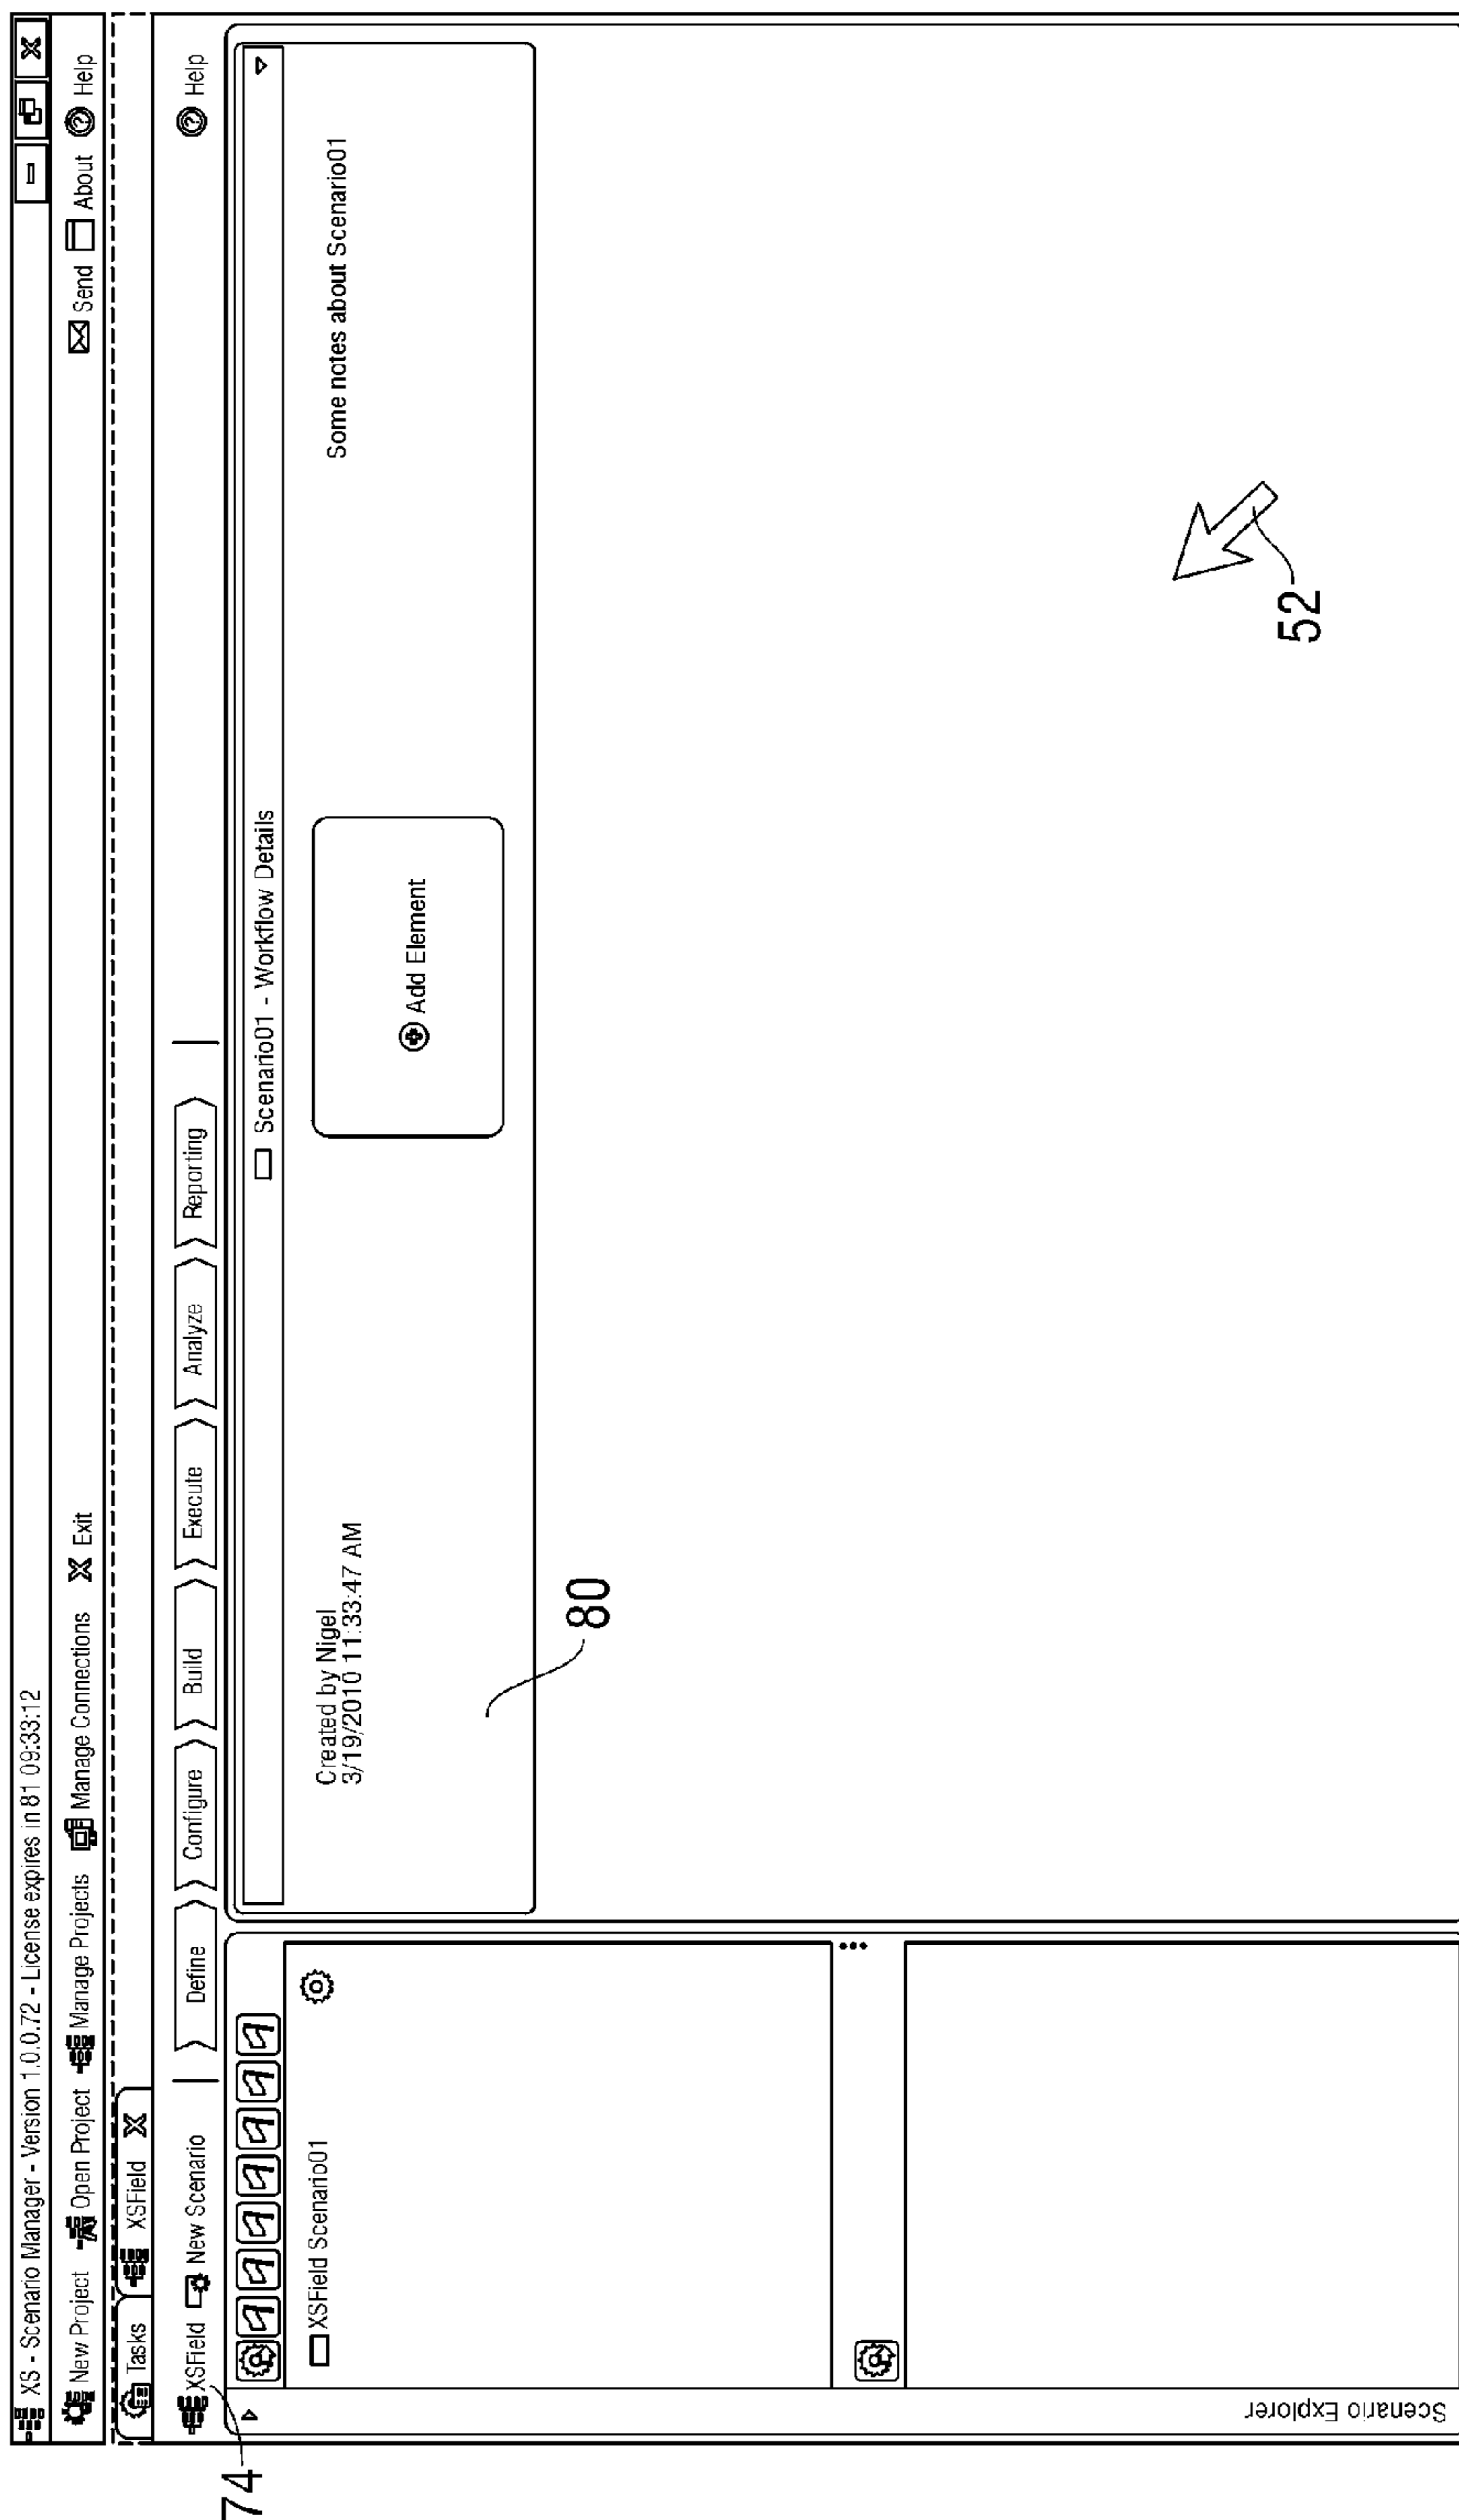 XS - Scenario Manager - Version 1.0.0.72 - License expires in 81 09:33:12
New Project Open Project Manage Projects Manage Connections X Exit Send About ? Help
Tasks XSField X
XSField New Scenario Define Configure Build Execute Analyze Reporting ? Help
74
Scenario Explorer
XSField Scenario01
Scenario01 - Workflow Details
Created by Nigel
3/19/2010 11:33:47 AM
Add Element
Some notes about Scenario01
80
52